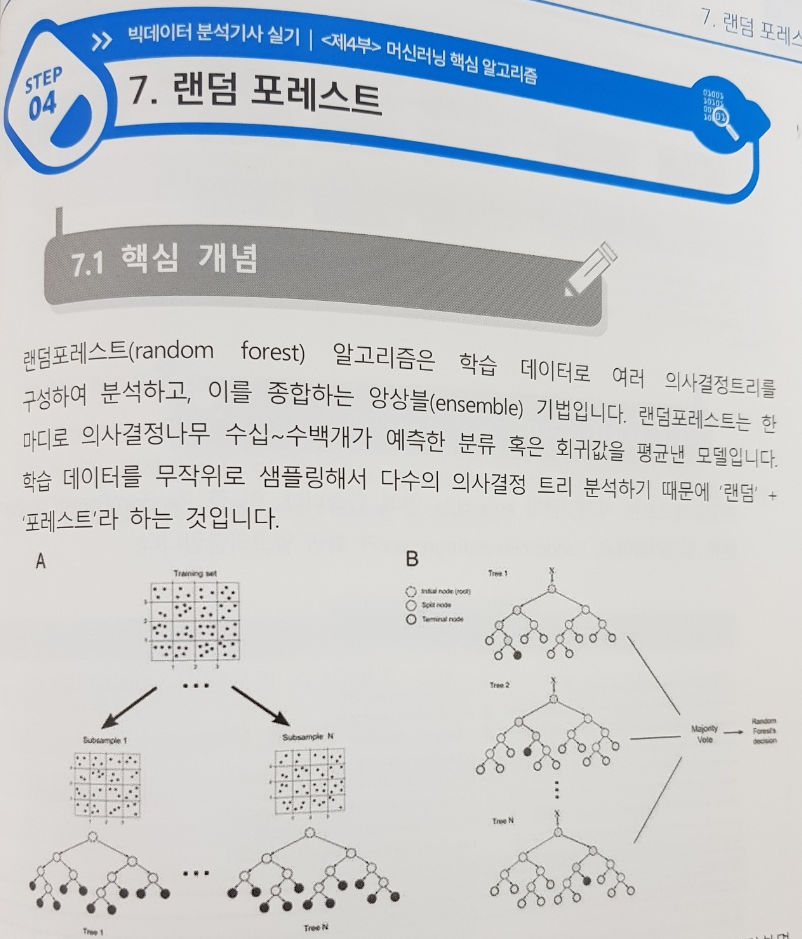 7. 랜덤 포레스
빅데이터 분석기사 실기 | <제4부> 머신러닝 핵심 알고리즘
STEP
04
7. 랜덤 포레스트
7.1 핵심 개념
랜덤포레스트(random forest) 알고리즘은 학습 데이터로 여러 의사결정트리를
구성하여 분석하고, 이를 종합하는 앙상블(ensemble) 기법입니다. 랜덤포레스트는 한
마디로 의사결정나무 수십~수백개가 예측한 분류 혹은 회귀값을 평균낸 모델입니다.
학습 데이터를 무작위로 샘플링해서 다수의 의사결정 트리 분석하기 때문에 '랜덤' +
'포레스트'라 하는 것입니다.
A
Training set
3
2
1
1 2 3
Subsample 1
Subsample N
Tree 1
Tree N
B
Initial node (root)
Split node
Terminal node
Tree 1
X
Tree 2
X
Tree N
X
Majority
Vote
Random
Forest's
decision